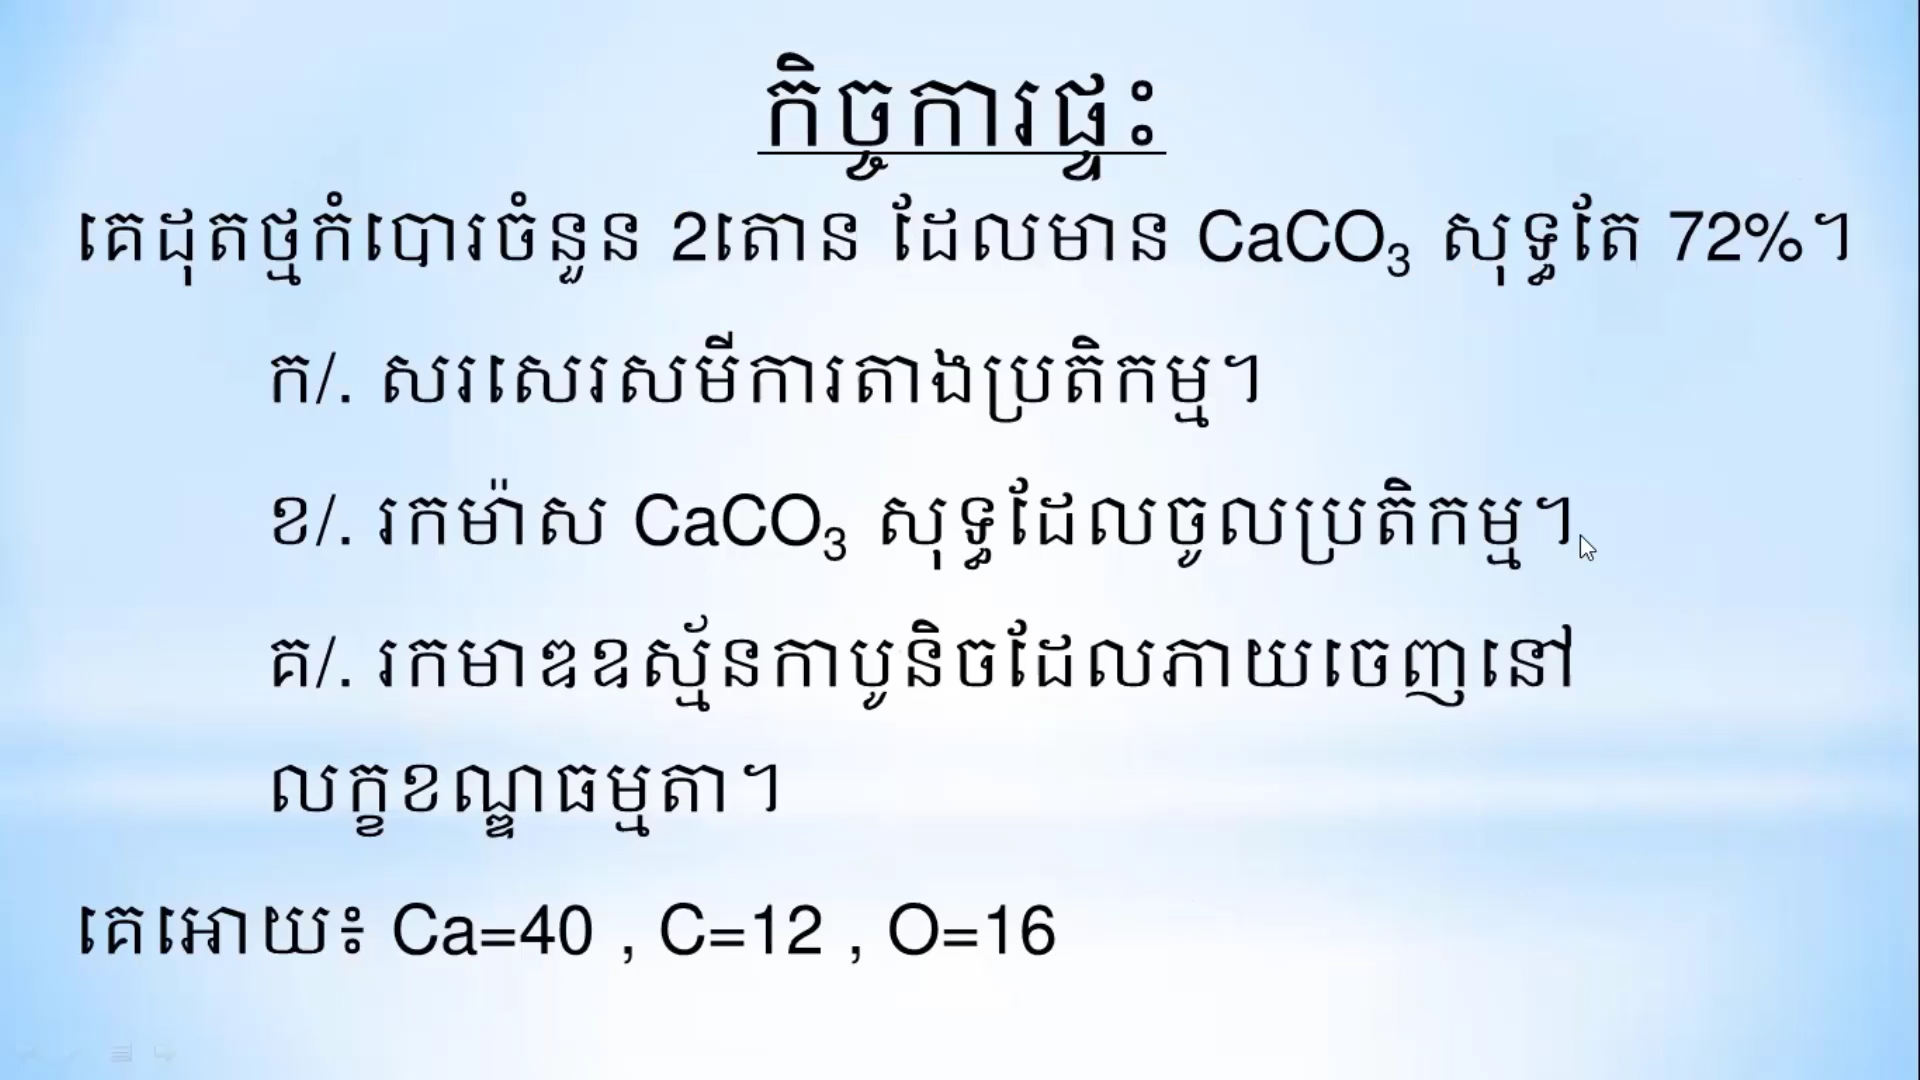 កិច្ចការផ្ទះ
គេដុតថ្មកំបោរចំនួន 2តោន ដែលមាន CaCO₃ សុទ្ធតែ 72%។
ក/. សរសេរសមីការតាងប្រតិកម្ម។
ខ/. រកម៉ាស CaCO₃ សុទ្ធដែលចូលប្រតិកម្ម។
គ/. រកមាឌឧស្ម័នកាបូនិចដែលភាយចេញនៅ
លក្ខខណ្ឌធម្មតា។
គេអោយ៖ Ca=40 , C=12 , O=16